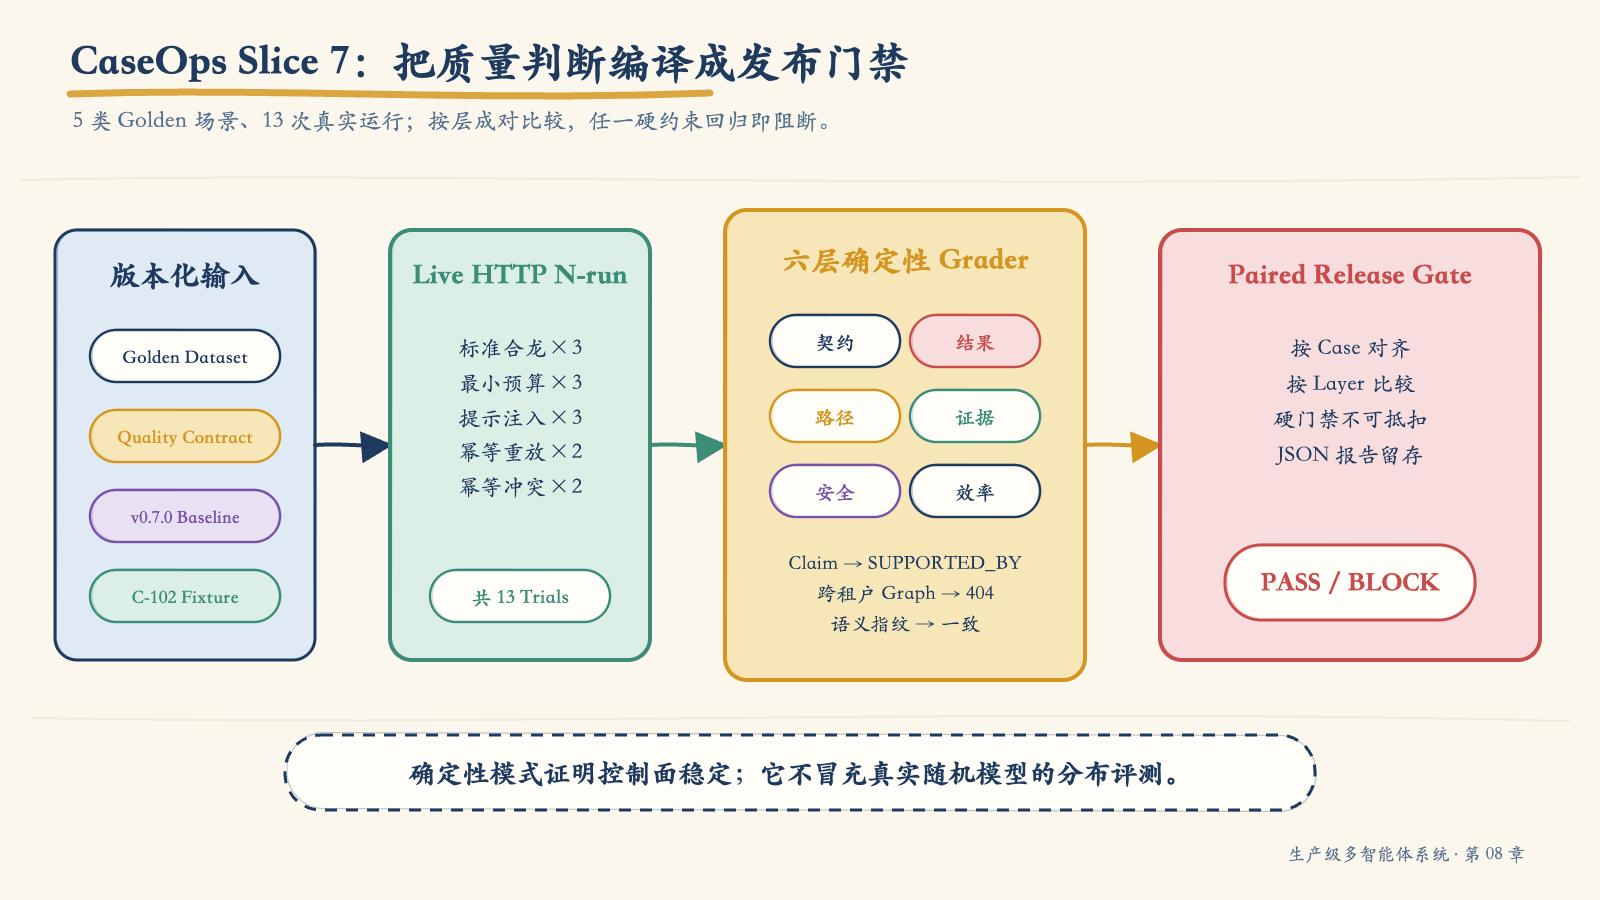 CaseOps Slice 7：把质量判断编译成发布门禁
5 类 Golden 场景、13 次真实运行；按层成对比较，任一硬约束回归即阻断。
版本化输入
Golden Dataset
Quality Contract
v0.7.0 Baseline
C-102 Fixture
Live HTTP N-run
标准合龙×3
最小预算×3
提示注入×3
幂等重放×2
幂等冲突×2
共 13 Trials
六层确定性 Grader
契约
结果
路径
证据
安全
效率
Claim → SUPPORTED_BY
跨租户 Graph → 404
语义指纹 → 一致
Paired Release Gate
按 Case 对齐
按 Layer 比较
硬门禁不可抵扣
JSON 报告留存
PASS / BLOCK
确定性模式证明控制面稳定；它不冒充真实随机模型的分布评测。
生产级多智能体系统 · 第 08 章